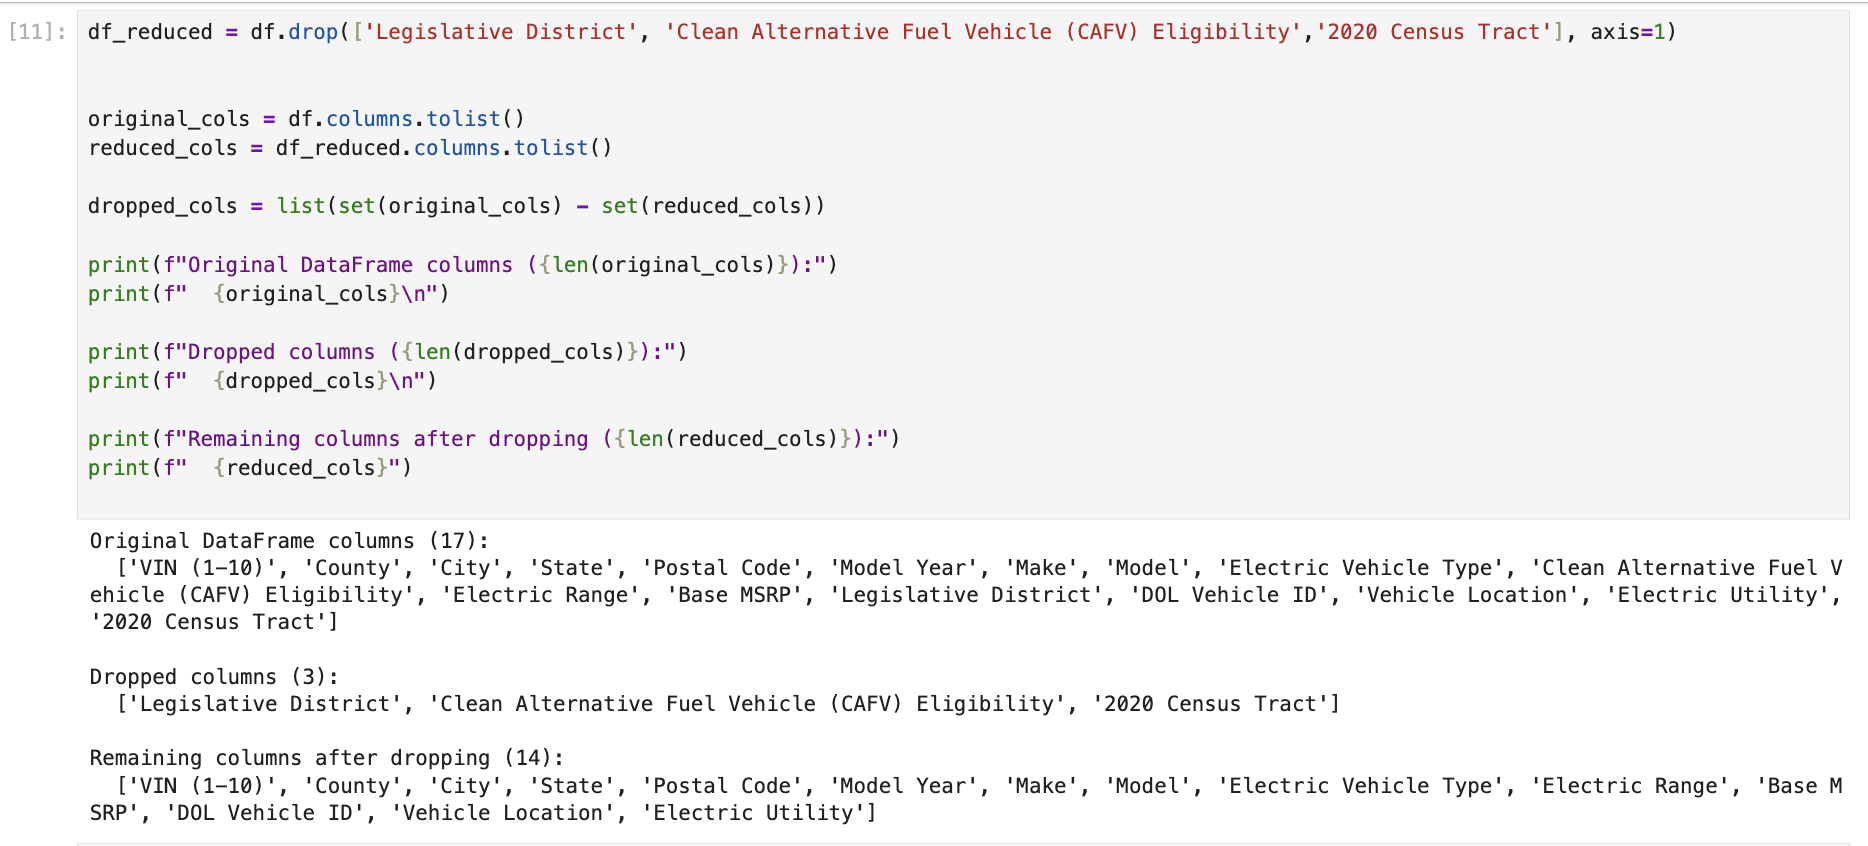 [11]: df_reduced = df.drop(['Legislative District', 'Clean Alternative Fuel Vehicle (CAFV) Eligibility','2020 Census Tract'], axis=1)
original_cols = df.columns.tolist()
reduced_cols = df_reduced.columns.tolist()
dropped_cols = list(set(original_cols) - set(reduced_cols))
print(f"Original DataFrame columns ({len(original_cols)}):")
print(f"  {original_cols}\n")
print(f"Dropped columns ({len(dropped_cols)}):")
print(f"  {dropped_cols}\n")
print(f"Remaining columns after dropping ({len(reduced_cols)}):")
print(f"  {reduced_cols}")
Original DataFrame columns (17):
['VIN (1-10)', 'County', 'City', 'State', 'Postal Code', 'Model Year', 'Make', 'Model', 'Electric Vehicle Type', 'Clean Alternative Fuel V
ehicle (CAFV) Eligibility', 'Electric Range', 'Base MSRP', 'Legislative District', 'DOL Vehicle ID', 'Vehicle Location', 'Electric Utility',
'2020 Census Tract']
Dropped columns (3):
['Legislative District', 'Clean Alternative Fuel Vehicle (CAFV) Eligibility', '2020 Census Tract']
Remaining columns after dropping (14):
['VIN (1-10)', 'County', 'City', 'State', 'Postal Code', 'Model Year', 'Make', 'Model', 'Electric Vehicle Type', 'Electric Range', 'Base M
SRP', 'DOL Vehicle ID', 'Vehicle Location', 'Electric Utility']